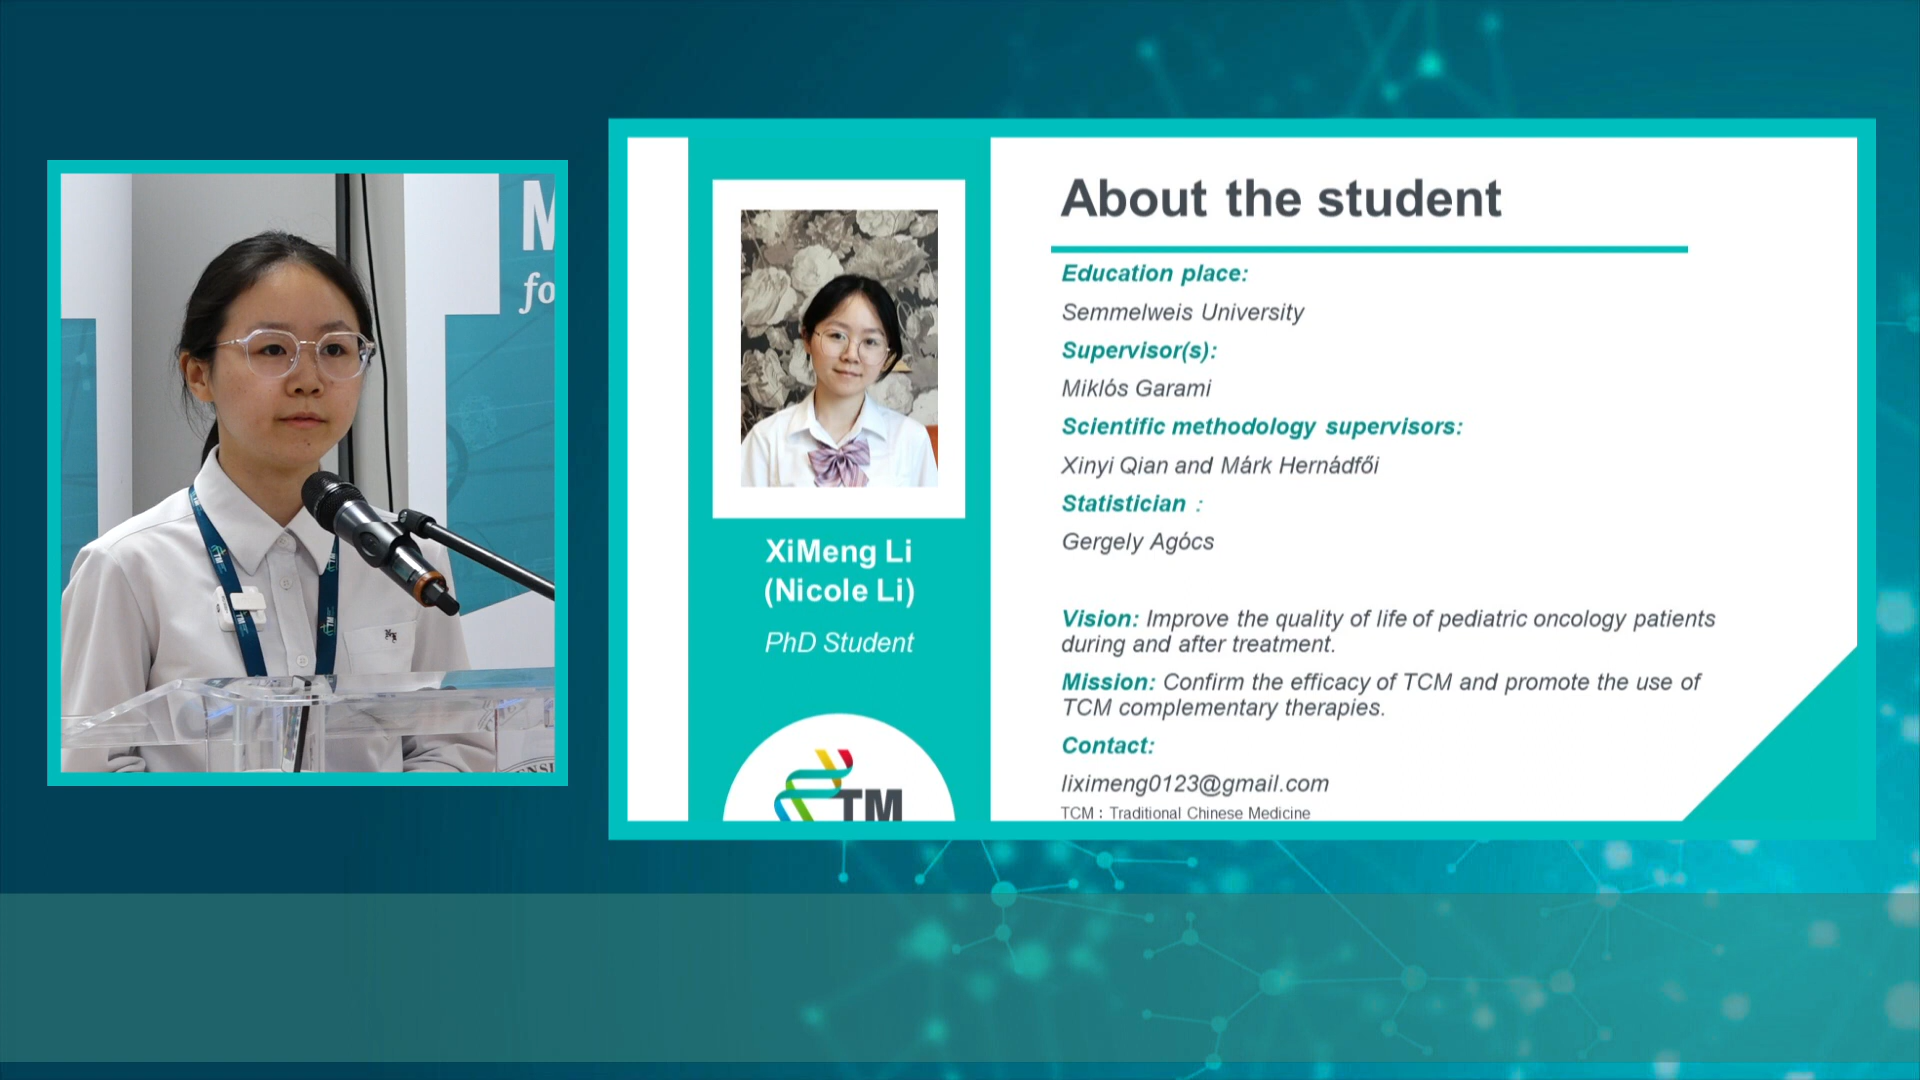 M
fo
TM
TM
About the student
Education place:
Semmelweis University
Supervisor(s):
Miklós Garami
Scientific methodology supervisors:
Xinyi Qian and Márk Hernádfői
Statistician :
Gergely Agócs
Vision: Improve the quality of life of pediatric oncology patients
during and after treatment.
Mission: Confirm the efficacy of TCM and promote the use of
TCM complementary therapies.
Contact:
liximeng0123@gmail.com
TCM : Traditional Chinese Medicine
XiMeng Li
(Nicole Li)
PhD Student
TM